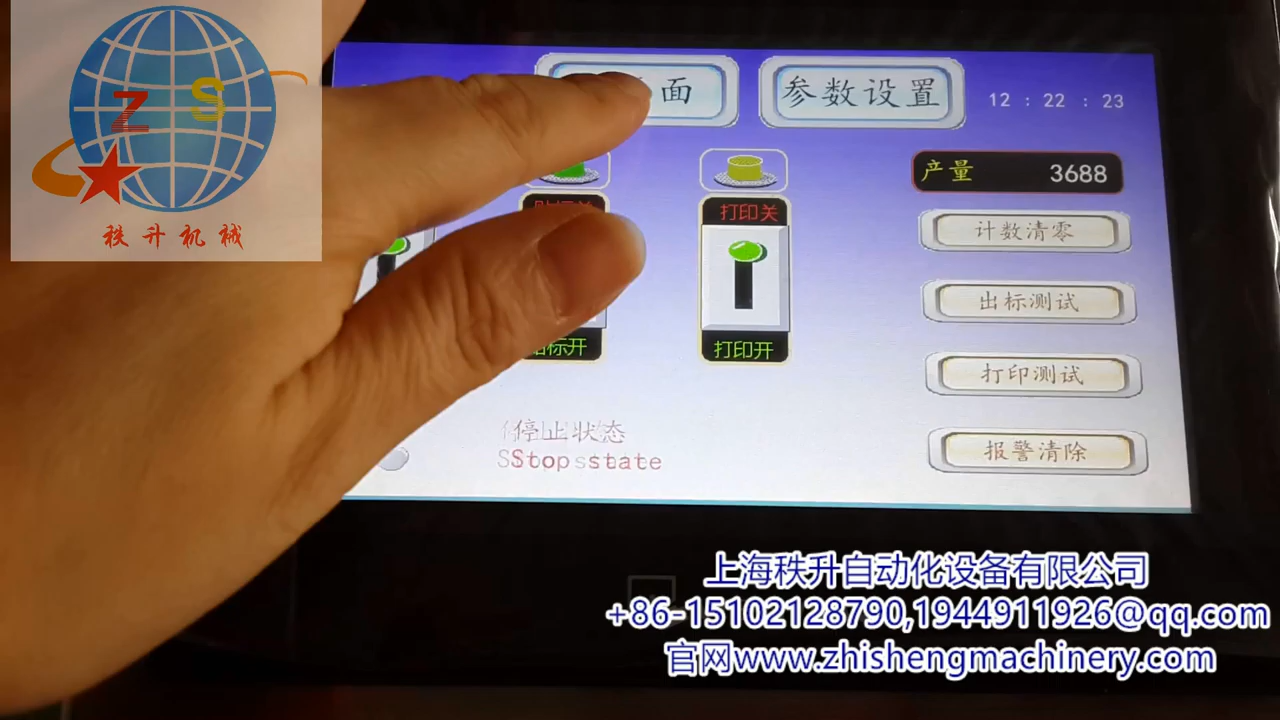 Z S
秩升机械
面
参数设置
12 : 22 : 23
产量 3688
计数清零
出标测试
打印测试
报警清除
打印关
打印开
贴标开
停止状态
Stop state
上海秩升自动化设备有限公司
+86-15102128790,1944911926@qq.com
官网www.zhishengmachinery.com